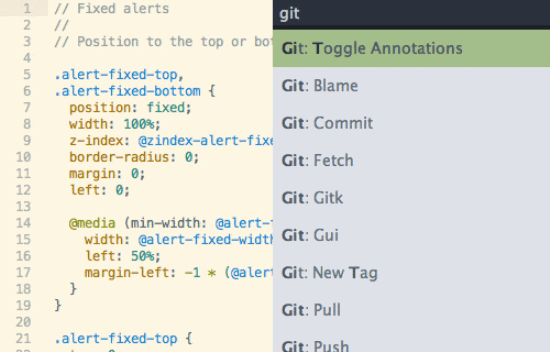 1 // Fixed alerts
2 //
3 // Position to the top or bot
4
5 .alert-fixed-top,
6 .alert-fixed-bottom {
7 position: fixed;
8 width: 100%;
9 z-index: @zindex-alert-fixe
10 border-radius: 0;
11 margin: 0;
12 left: 0;
13
14 @media (min-width: @alert-f
15 width: @alert-fixed-width
16 left: 50%;
17 margin-left: -1 * (@alert
18 }
19 }
20
21 .alert-fixed-top {
git
Git: Toggle Annotations
Git: Blame
Git: Commit
Git: Fetch
Git: Gitk
Git: Gui
Git: New Tag
Git: Pull
Git: Push